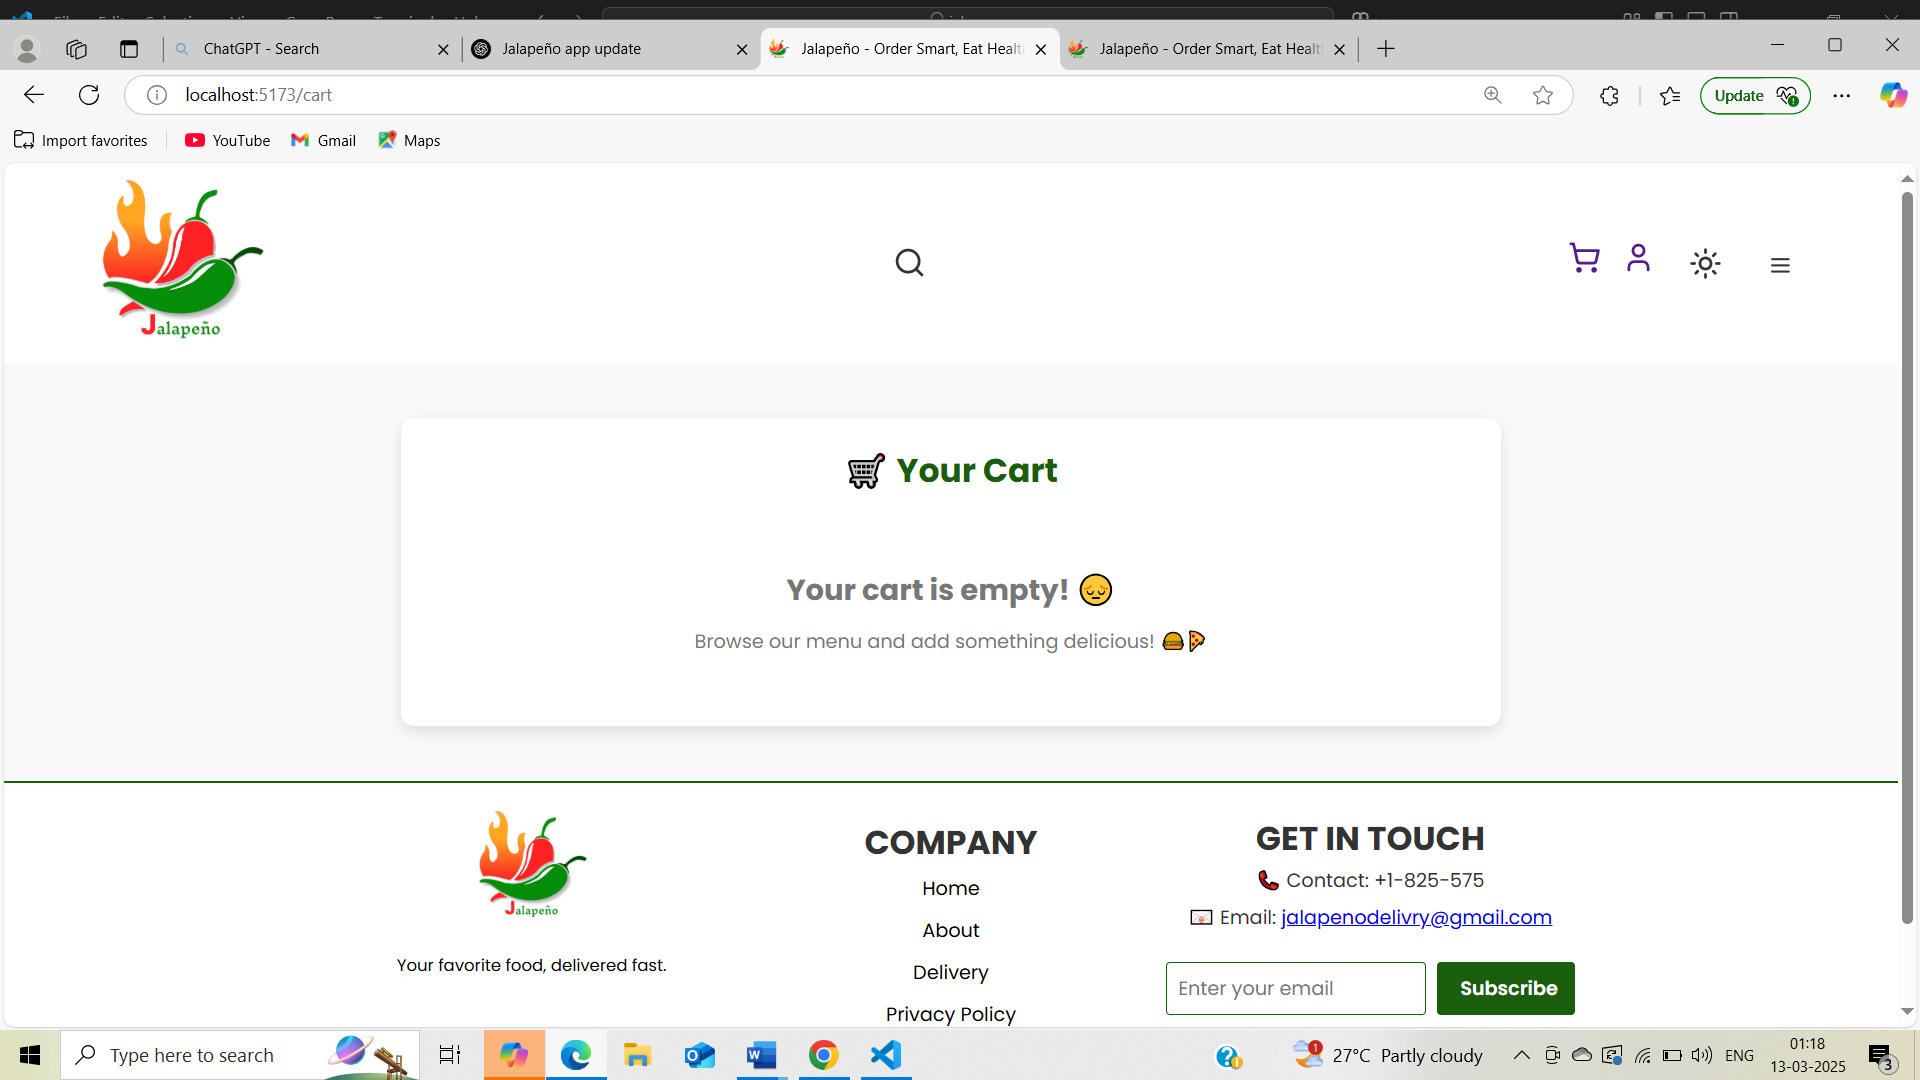 ChatGPT - Search
Jalapeño app update
Jalapeño - Order Smart, Eat Healt
Jalapeño - Order Smart, Eat Healt
localhost:5173/cart
Update
Import favorites
YouTube
Gmail
Maps
Jalapeño
🛒 Your Cart
Your cart is empty! 😔
Browse our menu and add something delicious! 🍔🍕
Jalapeño
Your favorite food, delivered fast.
COMPANY
Home
About
Delivery
Privacy Policy
GET IN TOUCH
📞 Contact: +1-825-575
📧 Email: jalapenodelivry@gmail.com
Enter your email
Subscribe
Type here to search
1
27°C Partly cloudy
ENG
01:18
13-03-2025
3